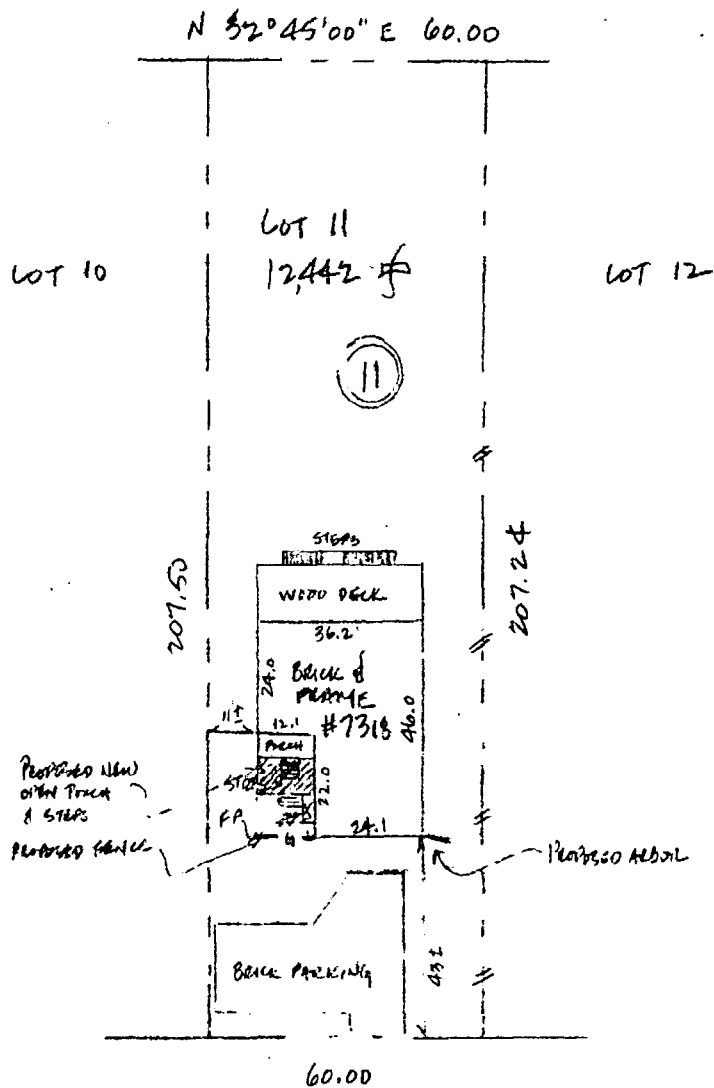 N 32°45'00" E 60.00
LOT 11
12,442
LOT 10
LOT 12
11
STEPS
WOOD DECK
207.50
207.24
36.2'
24.0
BRICK &
FRAME
#7318
46.0
11±
12.1
PORCH
PROPOSED NEW
OPEN PORCH
& STEPS
22.0
FP
G
24.1
PROPOSED FENCE
PROPOSED ARBOR
BRICK PARKING
43±
60.00